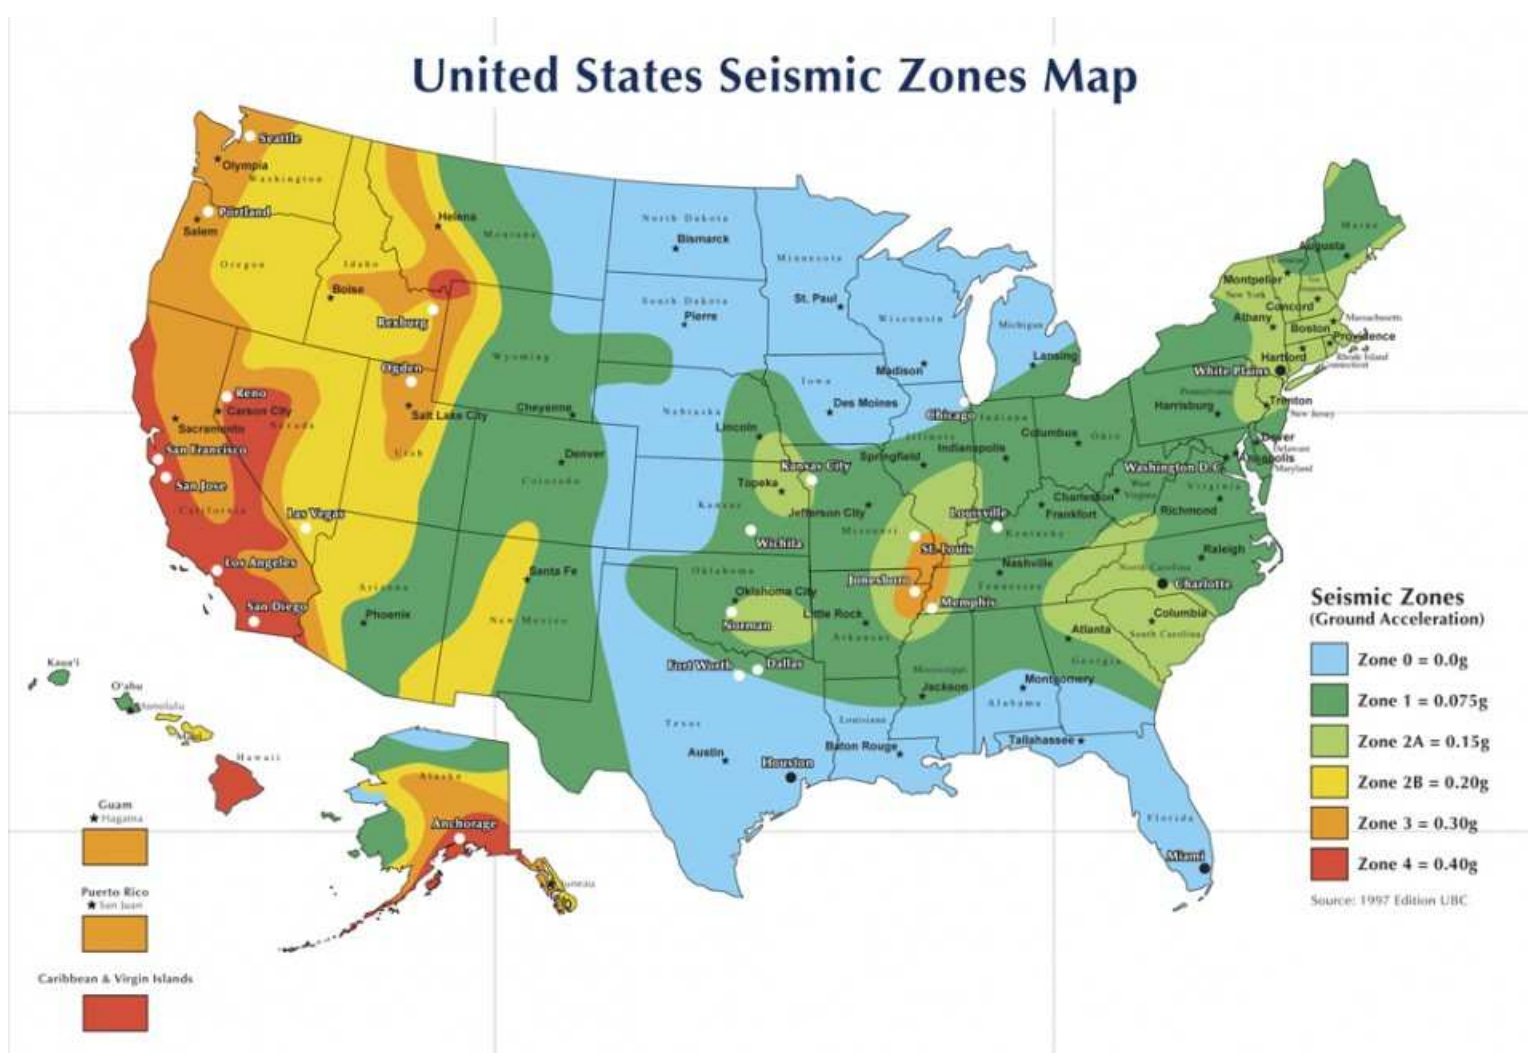 United States Seismic Zones Map
Seattle
Olympia
Washington
Portland
Salem
Oregon
Helena
Montana
Idaho
Boise
Rexburg
Ogden
Salt Lake City
Utah
Reno
Carson City
Nevada
Sacramento
San Francisco
San Jose
California
Las Vegas
Los Angeles
San Diego
Arizona
Phoenix
Wyoming
Cheyenne
Denver
Colorado
Santa Fe
New Mexico
North Dakota
Bismarck
South Dakota
Pierre
Nebraska
Lincoln
Kansas
Topeka
Kansas City
Wichita
Oklahoma
Oklahoma City
Norman
Fort Worth
Dallas
Texas
Austin
Houston
Minnesota
St. Paul
Wisconsin
Madison
Michigan
Lansing
Iowa
Des Moines
Chicago
Illinois
Springfield
Indiana
Indianapolis
Ohio
Columbus
Jefferson City
Missouri
St. Louis
Louisville
Frankfort
Kentucky
Jonesboro
Memphis
Nashville
Tennessee
Little Rock
Arkansas
Mississippi
Jackson
Louisiana
Baton Rouge
Alabama
Montgomery
Atlanta
Georgia
Tallahassee
Florida
Miami
Maine
Augusta
Vermont
Montpelier
New York
Concord
Albany
Massachusetts
Boston
Providence
Hartford
Rhode Island
Connecticut
White Plains
Pennsylvania
Harrisburg
Trenton
New Jersey
Dover
Delaware
Annapolis
Maryland
Washington D.C.
Charleston
West
Virginia
Virginia
Richmond
Raleigh
North Carolina
Charlotte
Columbia
South Carolina
Kaua'i
O'ahu
Honolulu
Maui
Hawaii
Alaska
Anchorage
Juneau
Guam
Hagatna
Puerto Rico
San Juan
Caribbean & Virgin Islands
Seismic Zones
(Ground Acceleration)
Zone 0 = 0.0g
Zone 1 = 0.075g
Zone 2A = 0.15g
Zone 2B = 0.20g
Zone 3 = 0.30g
Zone 4 = 0.40g
Source: 1997 Edition UBC